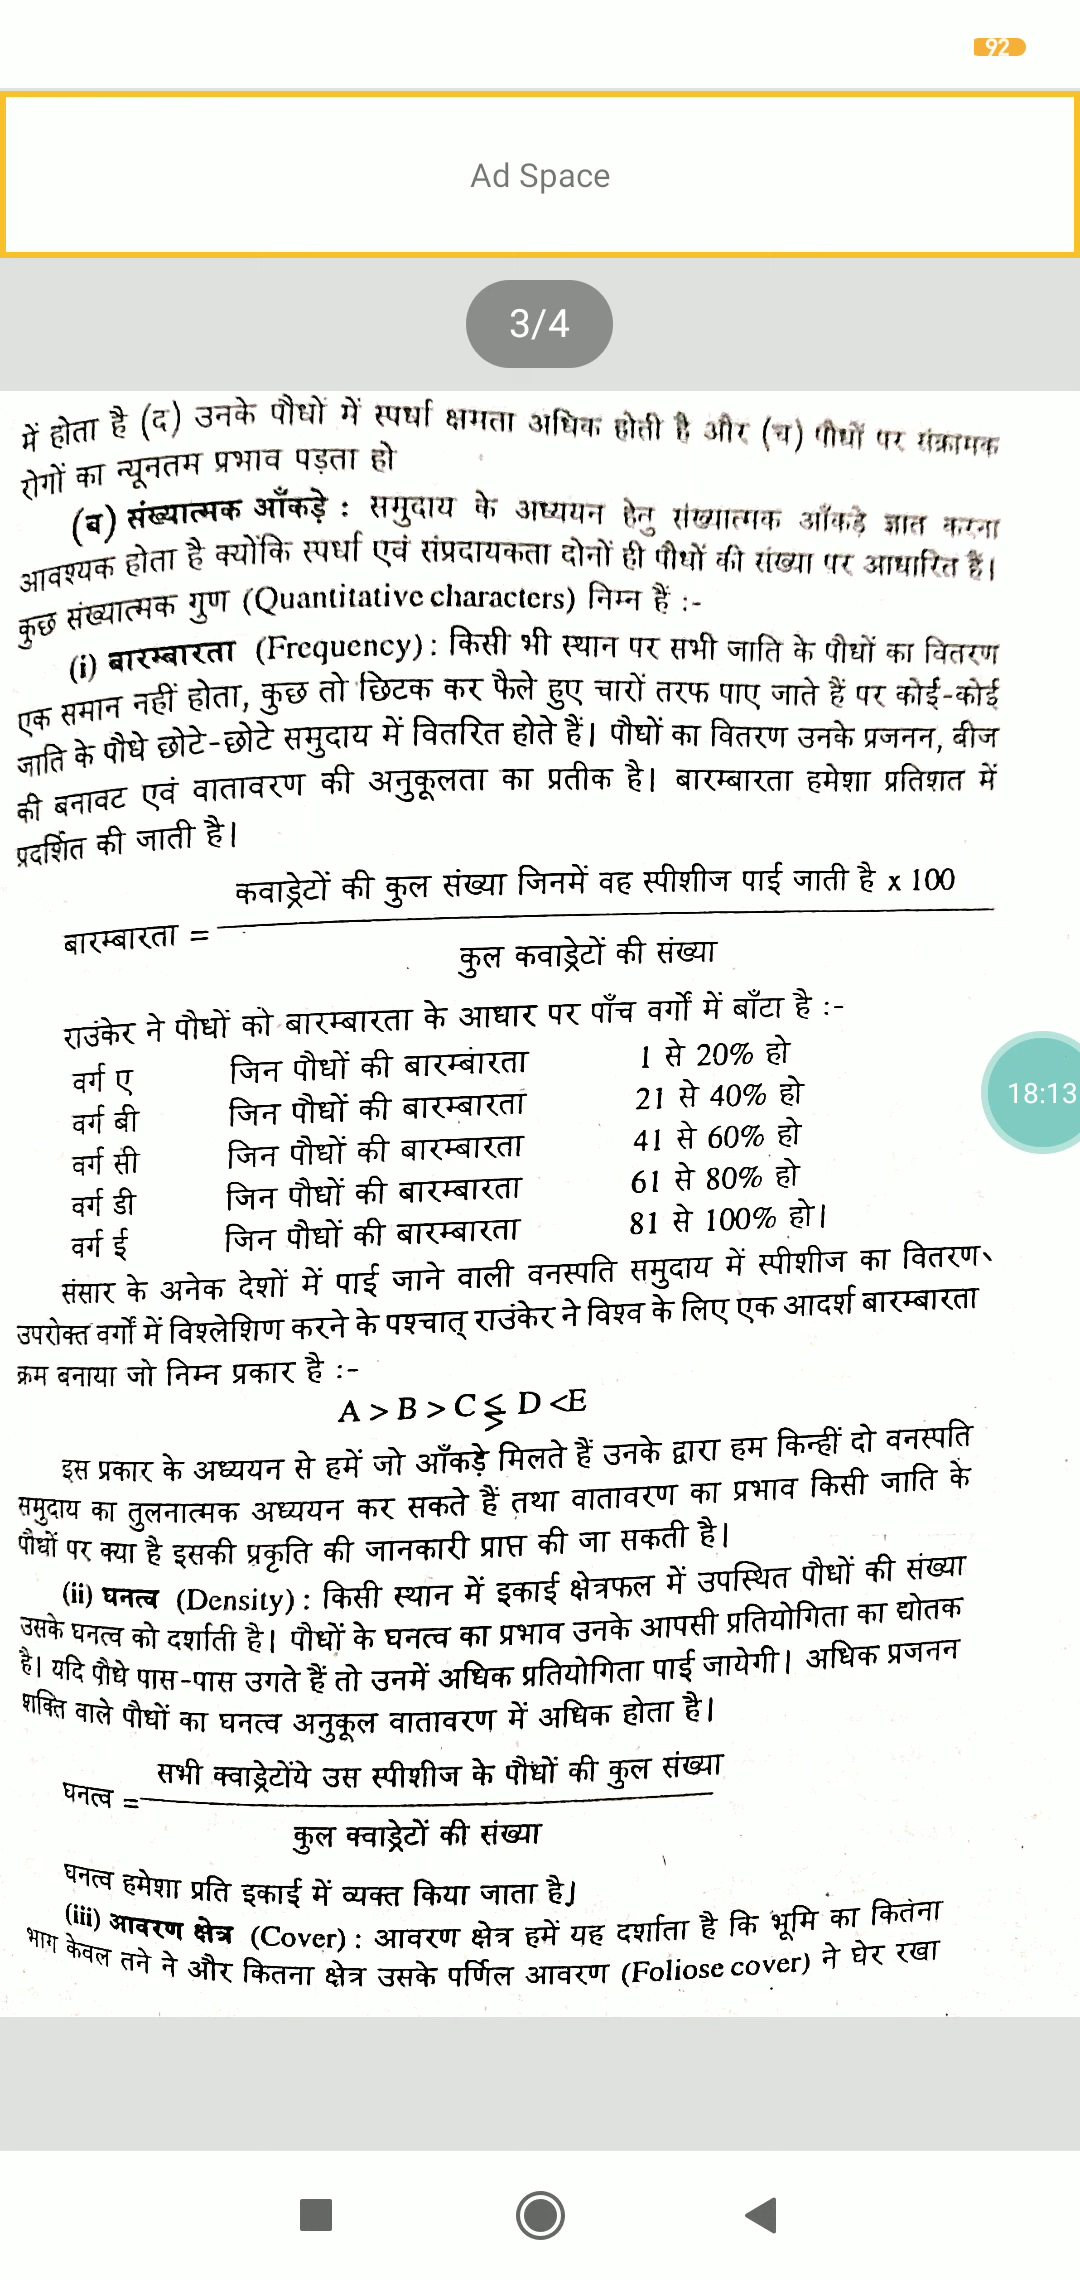 92
Ad Space
3/4
में होता है (द) उनके पौधों में स्पर्धा क्षमता अधिक होती है और (च) पौधों पर संक्रामक
रोगों का न्यूनतम प्रभाव पड़ता हो
(ब) संख्यात्मक आँकड़े : समुदाय के अध्ययन हेतु संख्यात्मक आँकड़े ज्ञात करना
आवश्यक होता है क्योंकि स्पर्धा एवं संप्रदायकता दोनों ही पौधों की संख्या पर आधारित हैं।
कुछ संख्यात्मक गुण (Quantitative characters) निम्न हैं :-
(i) बारम्बारता (Frequency) : किसी भी स्थान पर सभी जाति के पौधों का वितरण
एक समान नहीं होता, कुछ तो छिटक कर फैले हुए चारों तरफ पाए जाते हैं पर कोई-कोई
जाति के पौधे छोटे-छोटे समुदाय में वितरित होते हैं। पौधों का वितरण उनके प्रजनन, बीज
की बनावट एवं वातावरण की अनुकूलता का प्रतीक है। बारम्बारता हमेशा प्रतिशत में
प्रदर्शित की जाती है।
कवाड्रेटों की कुल संख्या जिनमें वह स्पीशीज पाई जाती है x 100
बारम्बारता =
कुल कवाड्रेटों की संख्या
राउंकेर ने पौधों को बारम्बारता के आधार पर पाँच वर्गों में बाँटा है :-
वर्ग ए जिन पौधों की बारम्बारता 1 से 20% हो
वर्ग बी जिन पौधों की बारम्बारता 21 से 40% हो
18:13
वर्ग सी जिन पौधों की बारम्बारता 41 से 60% हो
वर्ग डी जिन पौधों की बारम्बारता 61 से 80% हो
वर्ग ई जिन पौधों की बारम्बारता 81 से 100% हो।
संसार के अनेक देशों में पाई जाने वाली वनस्पति समुदाय में स्पीशीज का वितरण
उपरोक्त वर्गों में विश्लेशिण करने के पश्चात् राउंकेर ने विश्व के लिए एक आदर्श बारम्बारता
क्रम बनाया जो निम्न प्रकार है :-
A > B > C ⪋ D < E
इस प्रकार के अध्ययन से हमें जो आँकड़े मिलते हैं उनके द्वारा हम किन्हीं दो वनस्पति
समुदाय का तुलनात्मक अध्ययन कर सकते हैं तथा वातावरण का प्रभाव किसी जाति के
पौधों पर क्या है इसकी प्रकृति की जानकारी प्राप्त की जा सकती है।
(ii) घनत्व (Density) : किसी स्थान में इकाई क्षेत्रफल में उपस्थित पौधों की संख्या
उसके घनत्व को दर्शाती है। पौधों के घनत्व का प्रभाव उनके आपसी प्रतियोगिता का द्योतक
है। यदि पौधे पास-पास उगते हैं तो उनमें अधिक प्रतियोगिता पाई जायेगी। अधिक प्रजनन
शक्ति वाले पौधों का घनत्व अनुकूल वातावरण में अधिक होता है।
सभी क्वाड्रेटोंये उस स्पीशीज के पौधों की कुल संख्या
घनत्व =
कुल क्वाड्रेटों की संख्या
घनत्व हमेशा प्रति इकाई में व्यक्त किया जाता है।
(iii) आवरण क्षेत्र (Cover) : आवरण क्षेत्र हमें यह दर्शाता है कि भूमि का कितना
भाग केवल तने ने और कितना क्षेत्र उसके पर्णिल आवरण (Foliose cover) ने घेर रखा